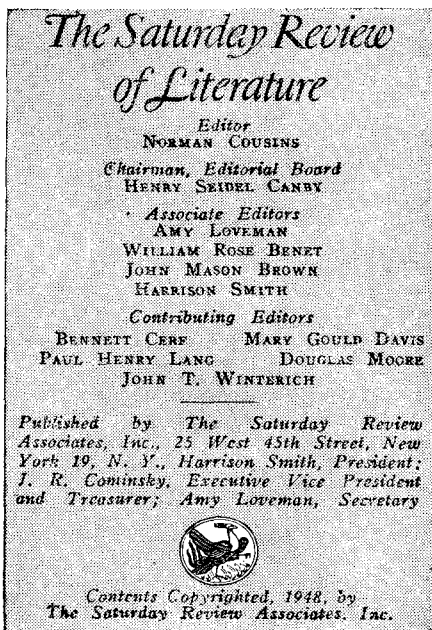 The Saturday Review
of Literature
Editor
NORMAN COUSINS
Chairman, Editorial Board
HENRY SEIDEL CANBY
Associate Editors
AMY LOVEMAN
WILLIAM ROSE BENET
JOHN MASON BROWN
HARRISON SMITH
Contributing Editors
BENNETT CERF MARY GOULD DAVIS
PAUL HENRY LANG DOUGLAS MOORE
JOHN T. WINTERICH
Published by The Saturday Review
Associates, Inc., 25 West 45th Street, New
York 19, N. Y., Harrison Smith, President;
J. R. Cominsky, Executive Vice President
and Treasurer; Amy Loveman, Secretary
Contents Copyrighted, 1948, by
The Saturday Review Associates, Inc.